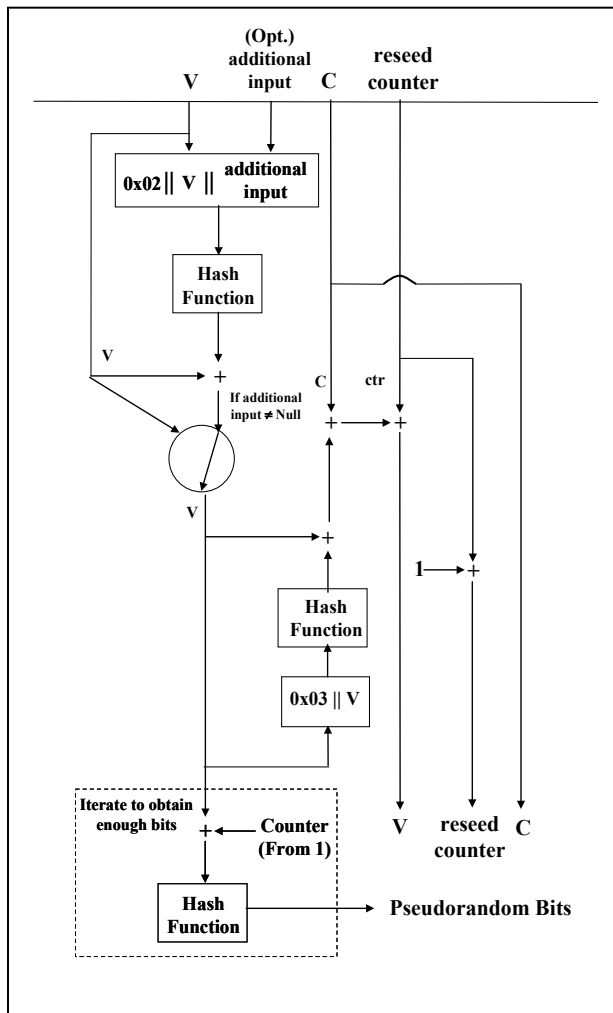 (Opt.)
additional
input
V
C
reseed
counter
0x02 || V ||
additional
input
Hash
Function
V
+
If additional
input ≠ Null
C
ctr
+
+
V
+
1
+
Hash
Function
0x03 || V
Iterate to obtain
enough bits
+
Counter
(From 1)
V
reseed
counter
C
Hash
Function
Pseudorandom Bits